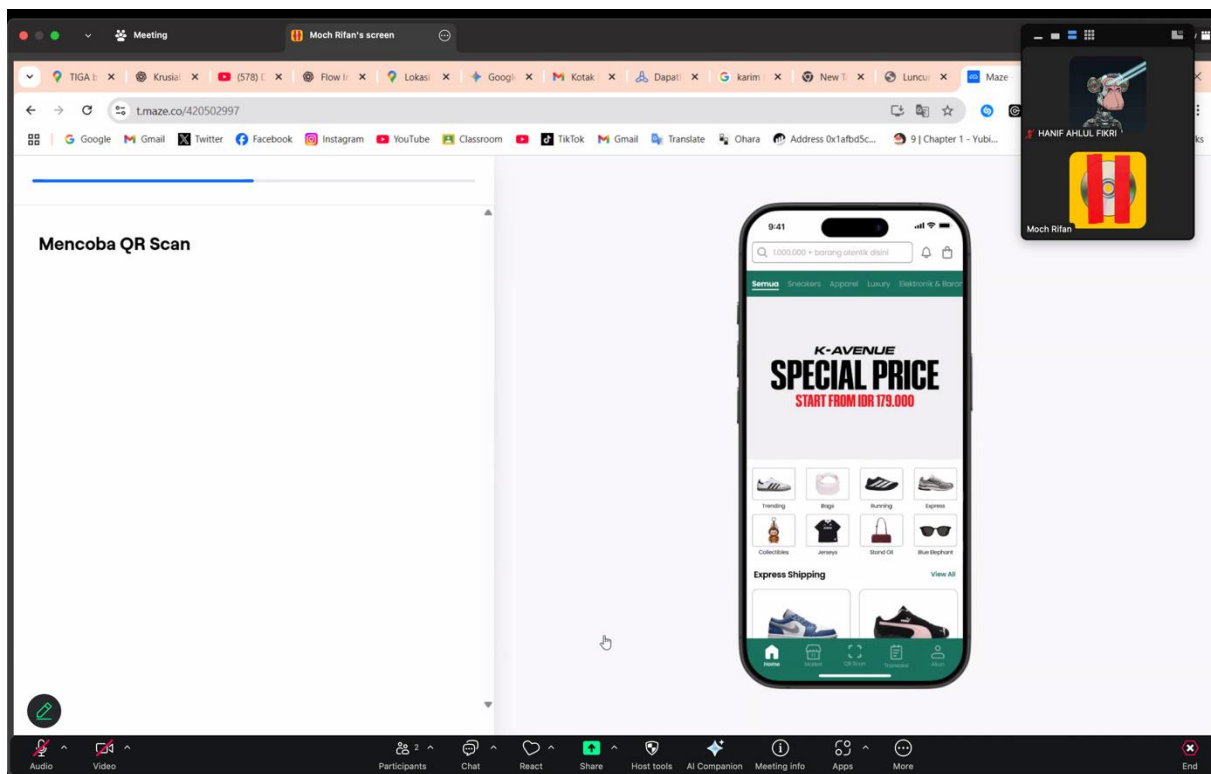 Meeting
Moch Rifan's screen
TIGA
Krusial
(578)
Flow Ir
Lokasi
Googl
Kotak
Dapat
karim
New T
Luncur
Maze
t.maze.co/420502997
Google
Gmail
Twitter
Facebook
Instagram
YouTube
Classroom
TikTok
Gmail
Translate
Ohara
Address 0x1afbd5c...
9 | Chapter 1 - Yubi...
ks
HANIF AHLUL FIKRI
Moch Rifan
Mencoba QR Scan
9:41
1.000.000 + barang otentik disini
Semua Sneakers Apparel Luxury Elektronik & Baran
K-AVENUE
SPECIAL PRICE
START FROM IDR 179.000
Trending Bags Running Express
Collectibles Jerseys Stand Oil Blue Elephant
Express Shipping View All
Home Market QR Scan Transaksi Akun
2
Audio Video Participants Chat React Share Host tools AI Companion Meeting info Apps More End